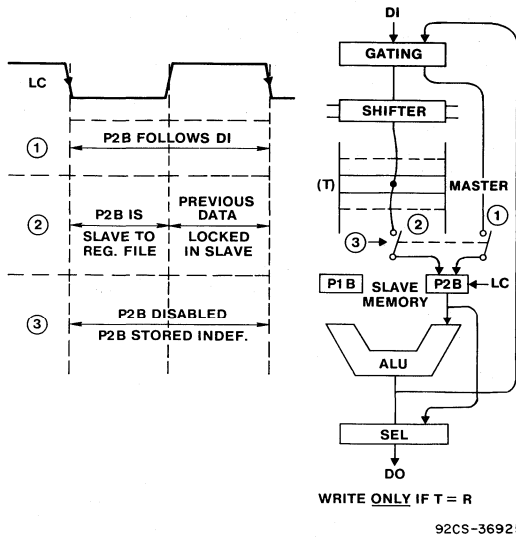 LC
① P2B FOLLOWS DI
② P2B IS
SLAVE TO
REG. FILE
PREVIOUS
DATA
LOCKED
IN SLAVE
③ P2B DISABLED
P2B STORED INDEF.
DI
GATING
SHIFTER
(T)
MASTER
①
②
③
P1B
SLAVE
MEMORY
P2B
LC
ALU
SEL
DO
WRITE ONLY IF T = R